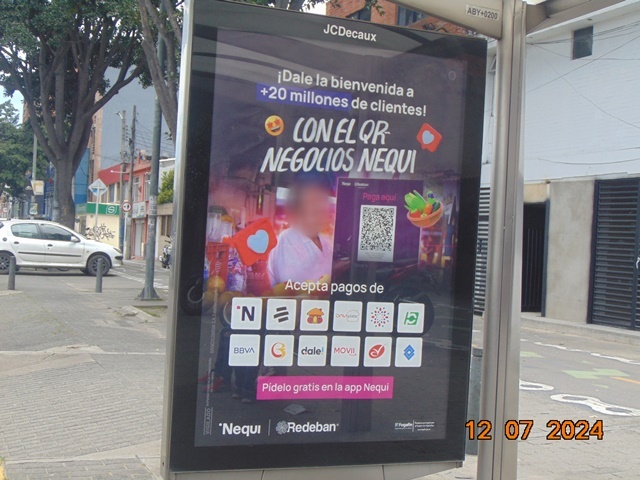 ABY+0200
JCDecaux
¡Dale la bienvenida a
+20 millones de clientes!
CON EL QR-
NEGOCIOS NEQUI
Paga aquí
Acepta pagos de
N
BBVA
dale!
MOVII
Pídelo gratis en la app Nequi
Nequi
Redeban
12 07 2024